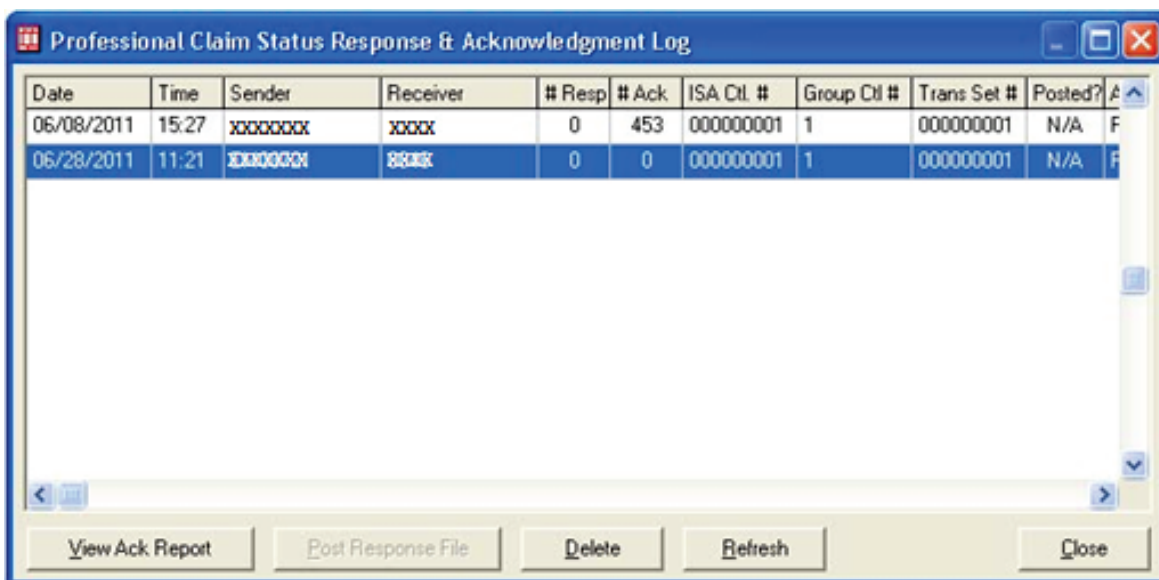 Professional Claim Status Response & Acknowledgment Log
Date Time Sender Receiver # Resp # Ack ISA Ctl. # Group Ctl # Trans Set # Posted? A
06/08/2011 15:27 XXXXXXX XXXX 0 453 000000001 1 000000001 N/A F
06/28/2011 11:21 0 0 000000001 1 000000001 N/A F
View Ack Report Post Response File Delete Refresh Close